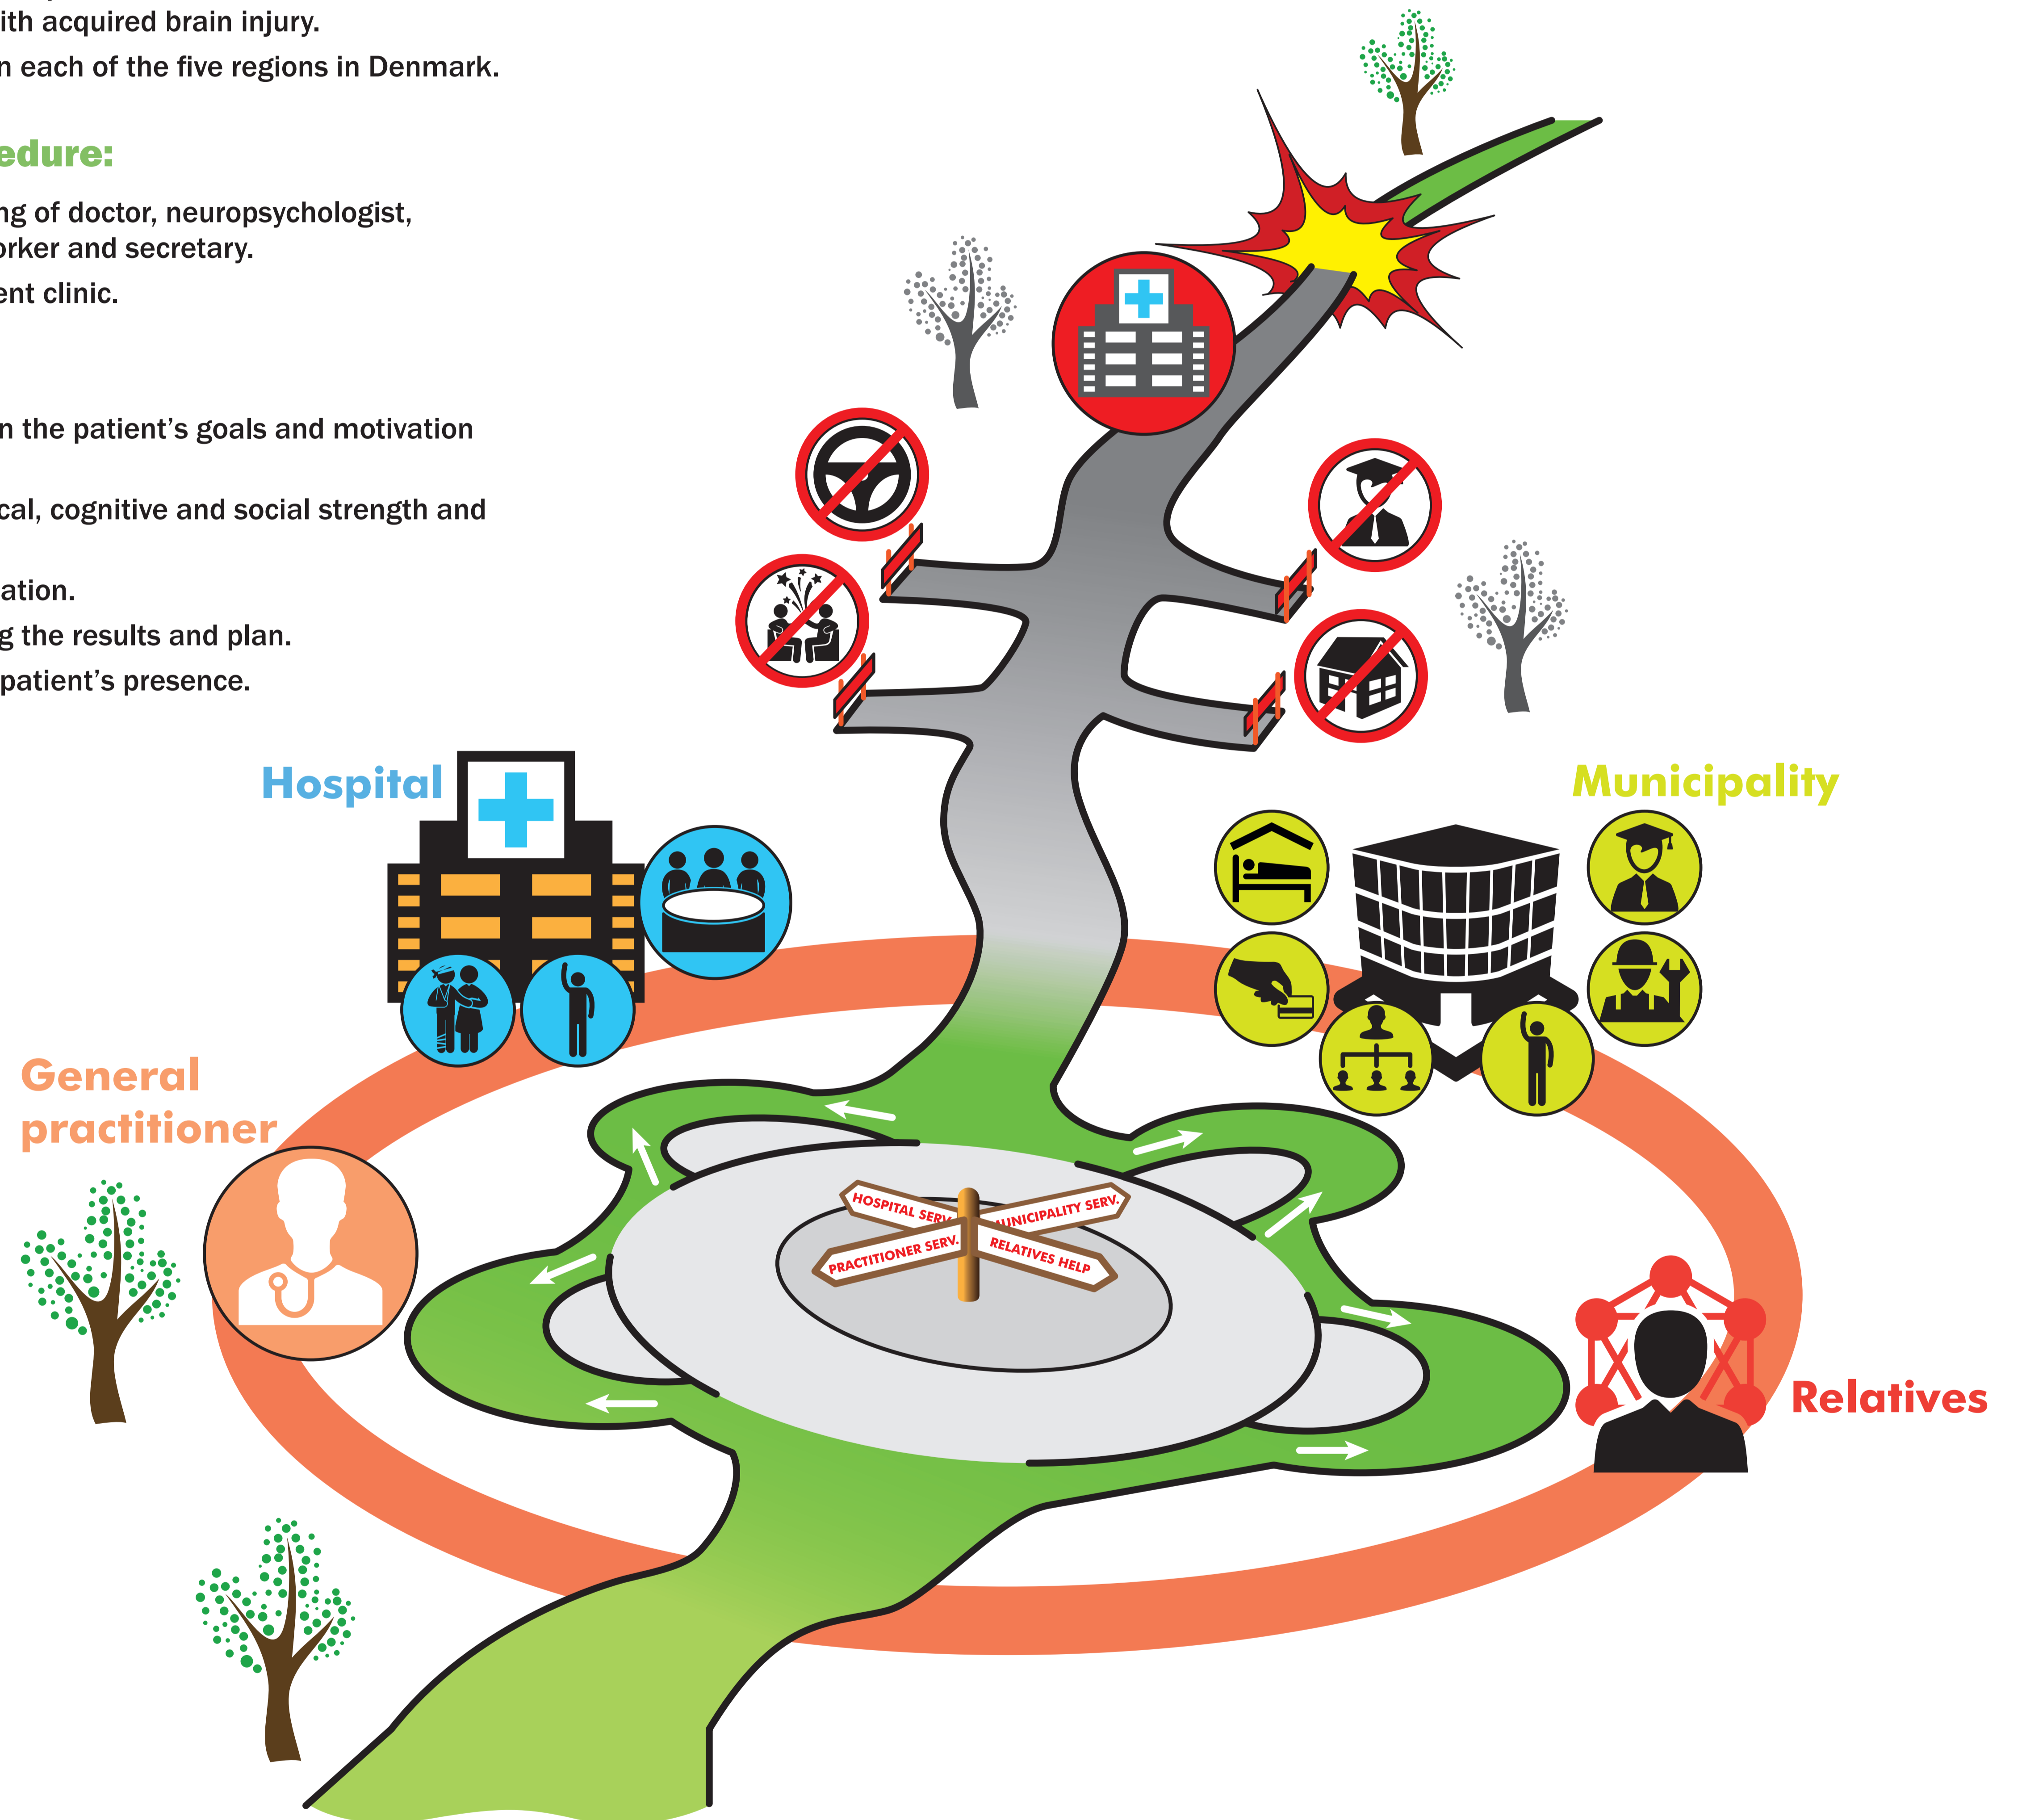 ith acquired brain injury.
n each of the five regions in Denmark.
edure:
ng of doctor, neuropsychologist,
orker and secretary.
ent clinic.
n the patient's goals and motivation
cal, cognitive and social strength and
ation.
g the results and plan.
patient's presence.
Hospital
Municipality
General
practitioner
HOSPITAL SERV.
MUNICIPALITY SERV.
PRACTITIONER SERV.
RELATIVES HELP
Relatives